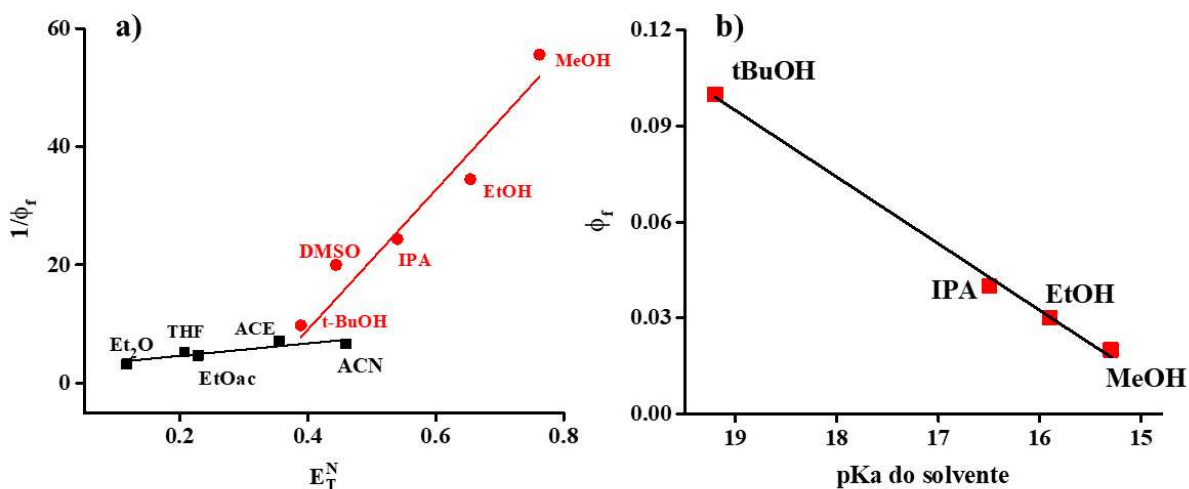 a)
60
40
20
0
1/ϕf
MeOH
EtOH
DMSO
IPA
t-BuOH
Et2O
THF
ACE
EtOac
ACN
0.2
0.4
0.6
0.8
E_T^N
b)
0.12
0.09
0.06
0.03
0.00
ϕf
tBuOH
IPA
EtOH
MeOH
19
18
17
16
15
pKa do solvente